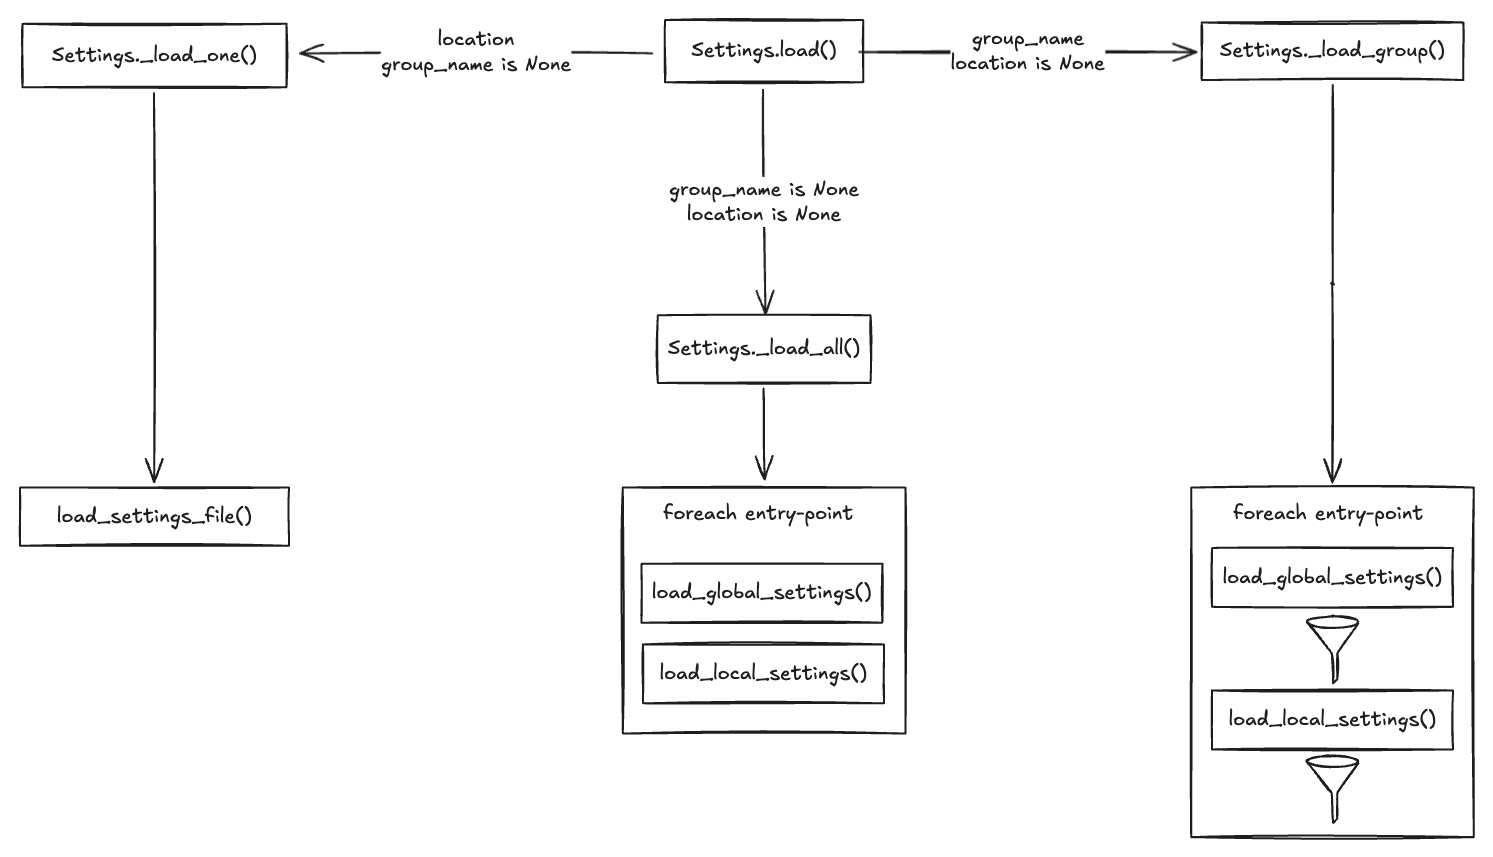 Settings._load_one()
location
group_name is None
Settings.load()
group_name
location is None
Settings._load_group()
group_name is None
location is None
Settings._load_all()
load_settings_file()
foreach entry-point
load_global_settings()
load_local_settings()
foreach entry-point
load_global_settings()
load_local_settings()